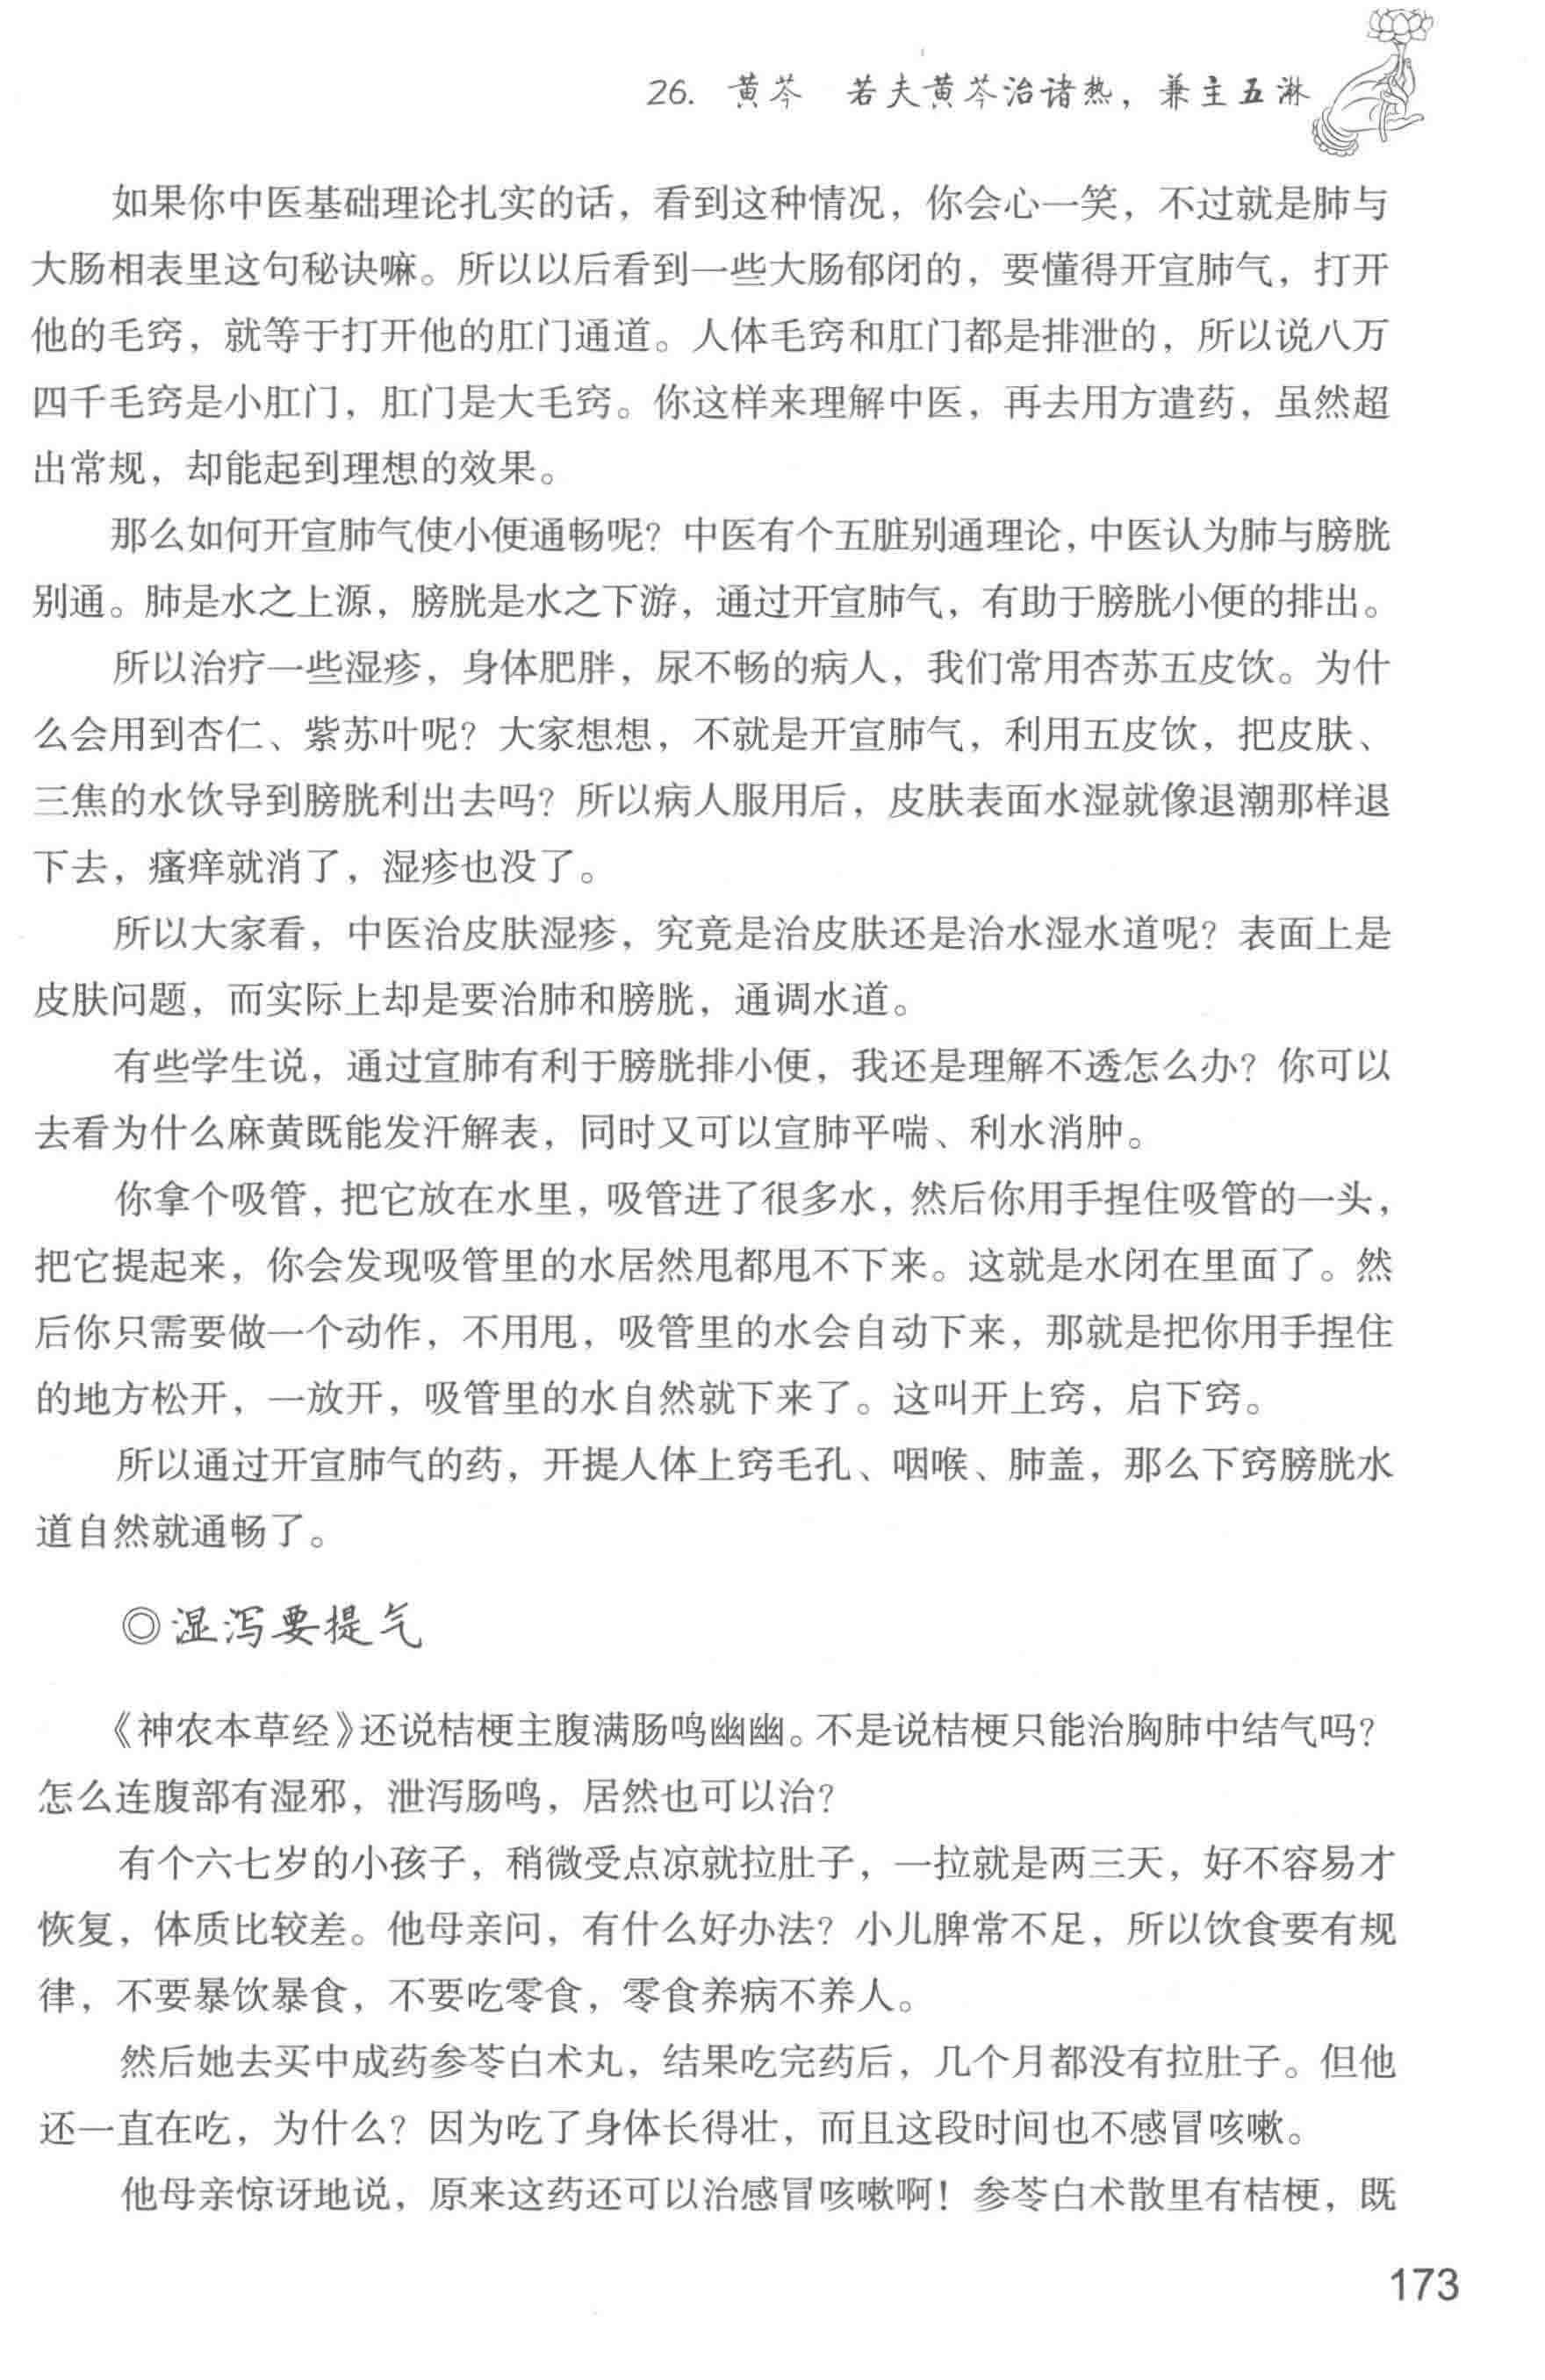 26. 黄芩　若夫黄芩治诸热，兼主五淋
如果你中医基础理论扎实的话，看到这种情况，你会心一笑，不过就是肺与
大肠相表里这句秘诀嘛。所以以后看到一些大肠郁闭的，要懂得开宣肺气，打开
他的毛窍，就等于打开他的肛门通道。人体毛窍和肛门都是排泄的，所以说八万
四千毛窍是小肛门，肛门是大毛窍。你这样来理解中医，再去用方遣药，虽然超
出常规，却能起到理想的效果。
那么如何开宣肺气使小便通畅呢？中医有个五脏别通理论，中医认为肺与膀胱
别通。肺是水之上源，膀胱是水之下游，通过开宣肺气，有助于膀胱小便的排出。
所以治疗一些湿疹，身体肥胖，尿不畅的病人，我们常用杏苏五皮饮。为什
么会用到杏仁、紫苏叶呢？大家想想，不就是开宣肺气，利用五皮饮，把皮肤、
三焦的水饮导到膀胱利出去吗？所以病人服用后，皮肤表面水湿就像退潮那样退
下去，瘙痒就消了，湿疹也没了。
所以大家看，中医治皮肤湿疹，究竟是治皮肤还是治水湿水道呢？表面上是
皮肤问题，而实际上却是要治肺和膀胱，通调水道。
有些学生说，通过宣肺有利于膀胱排小便，我还是理解不透怎么办？你可以
去看为什么麻黄既能发汗解表，同时又可以宣肺平喘、利水消肿。
你拿个吸管，把它放在水里，吸管进了很多水，然后你用手捏住吸管的一头，
把它提起来，你会发现吸管里的水居然甩都甩不下来。这就是水闭在里面了。然
后你只需要做一个动作，不用甩，吸管里的水会自动下来，那就是把你用手捏住
的地方松开，一放开，吸管里的水自然就下来了。这叫开上窍，启下窍。
所以通过开宣肺气的药，开提人体上窍毛孔、咽喉、肺盖，那么下窍膀胱水
道自然就通畅了。
◎湿泻要提气
《神农本草经》还说桔梗主腹满肠鸣幽幽。不是说桔梗只能治胸肺中结气吗？
怎么连腹部有湿邪，泄泻肠鸣，居然也可以治？
有个六七岁的小孩子，稍微受点凉就拉肚子，一拉就是两三天，好不容易才
恢复，体质比较差。他母亲问，有什么好办法？小儿脾常不足，所以饮食要有规
律，不要暴饮暴食，不要吃零食，零食养病不养人。
然后她去买中成药参苓白术丸，结果吃完药后，几个月都没有拉肚子。但他
还一直在吃，为什么？因为吃了身体长得壮，而且这段时间也不感冒咳嗽。
他母亲惊讶地说，原来这药还可以治感冒咳嗽啊！参苓白术散里有桔梗，既
173